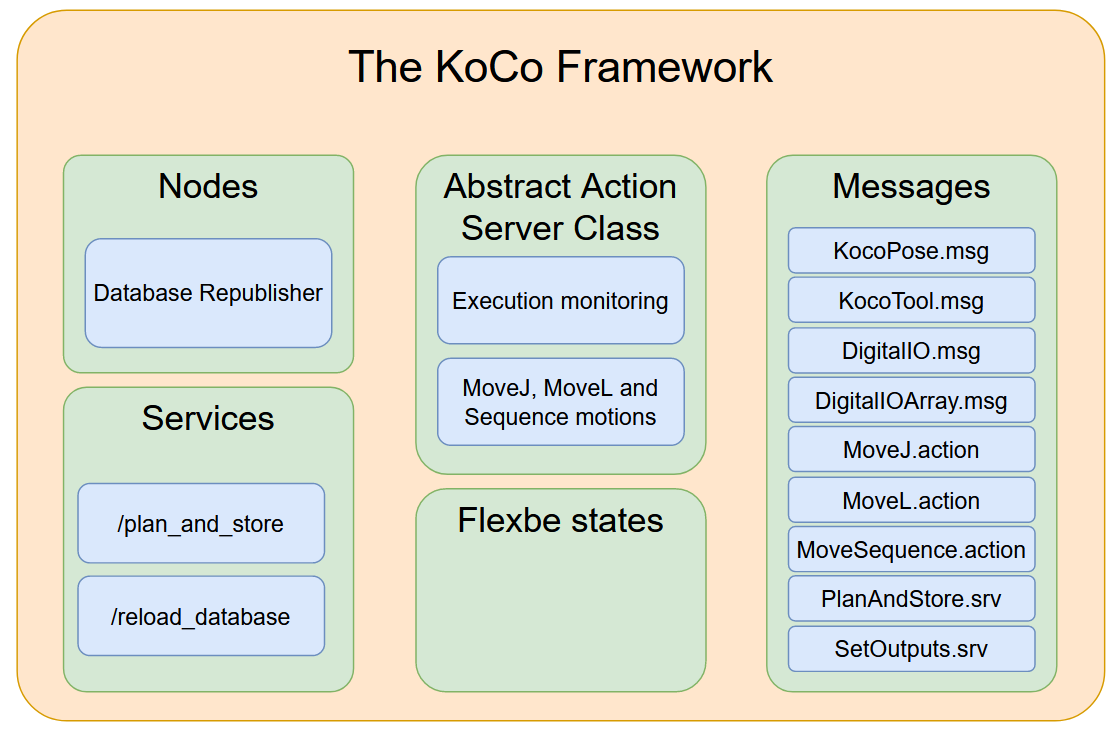 The KoCo Framework
Nodes
Database Republisher
Services
/plan_and_store
/reload_database
Abstract Action
Server Class
Execution monitoring
MoveJ, MoveL and
Sequence motions
Flexbe states
Messages
KocoPose.msg
KocoTool.msg
DigitalIO.msg
DigitalIOArray.msg
MoveJ.action
MoveL.action
MoveSequence.action
PlanAndStore.srv
SetOutputs.srv